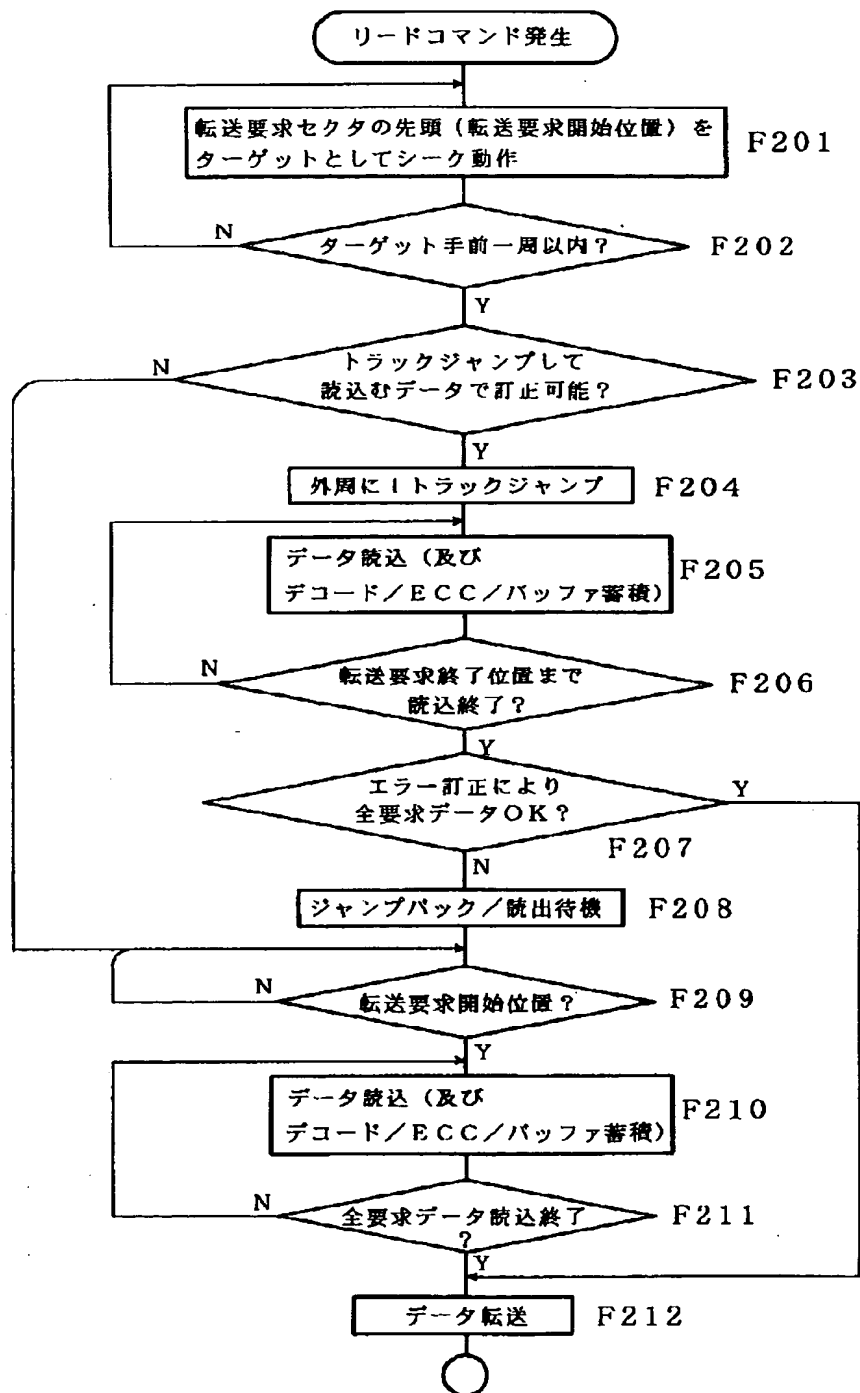 リードコマンド発生
転送要求セクタの先頭（転送要求開始位置）を
ターゲットとしてシーケ動作
F201
ターゲット手前一周以内？
F202
N
Y
トラックジャンプして
読込むデータで訂正可能？
F203
N
Y
外周に1トラックジャンプ
F204
データ読込（及び
デコード／ECC／バッファ蓄積）
F205
転送要求終了位置まで
読込終了？
F206
N
Y
エラー訂正により
全要求データOK？
F207
Y
N
ジャンプバック／読出待機
F208
転送要求開始位置？
F209
N
Y
データ読込（及び
デコード／ECC／バッファ蓄積）
F210
全要求データ読込終了
？
F211
N
Y
データ転送
F212